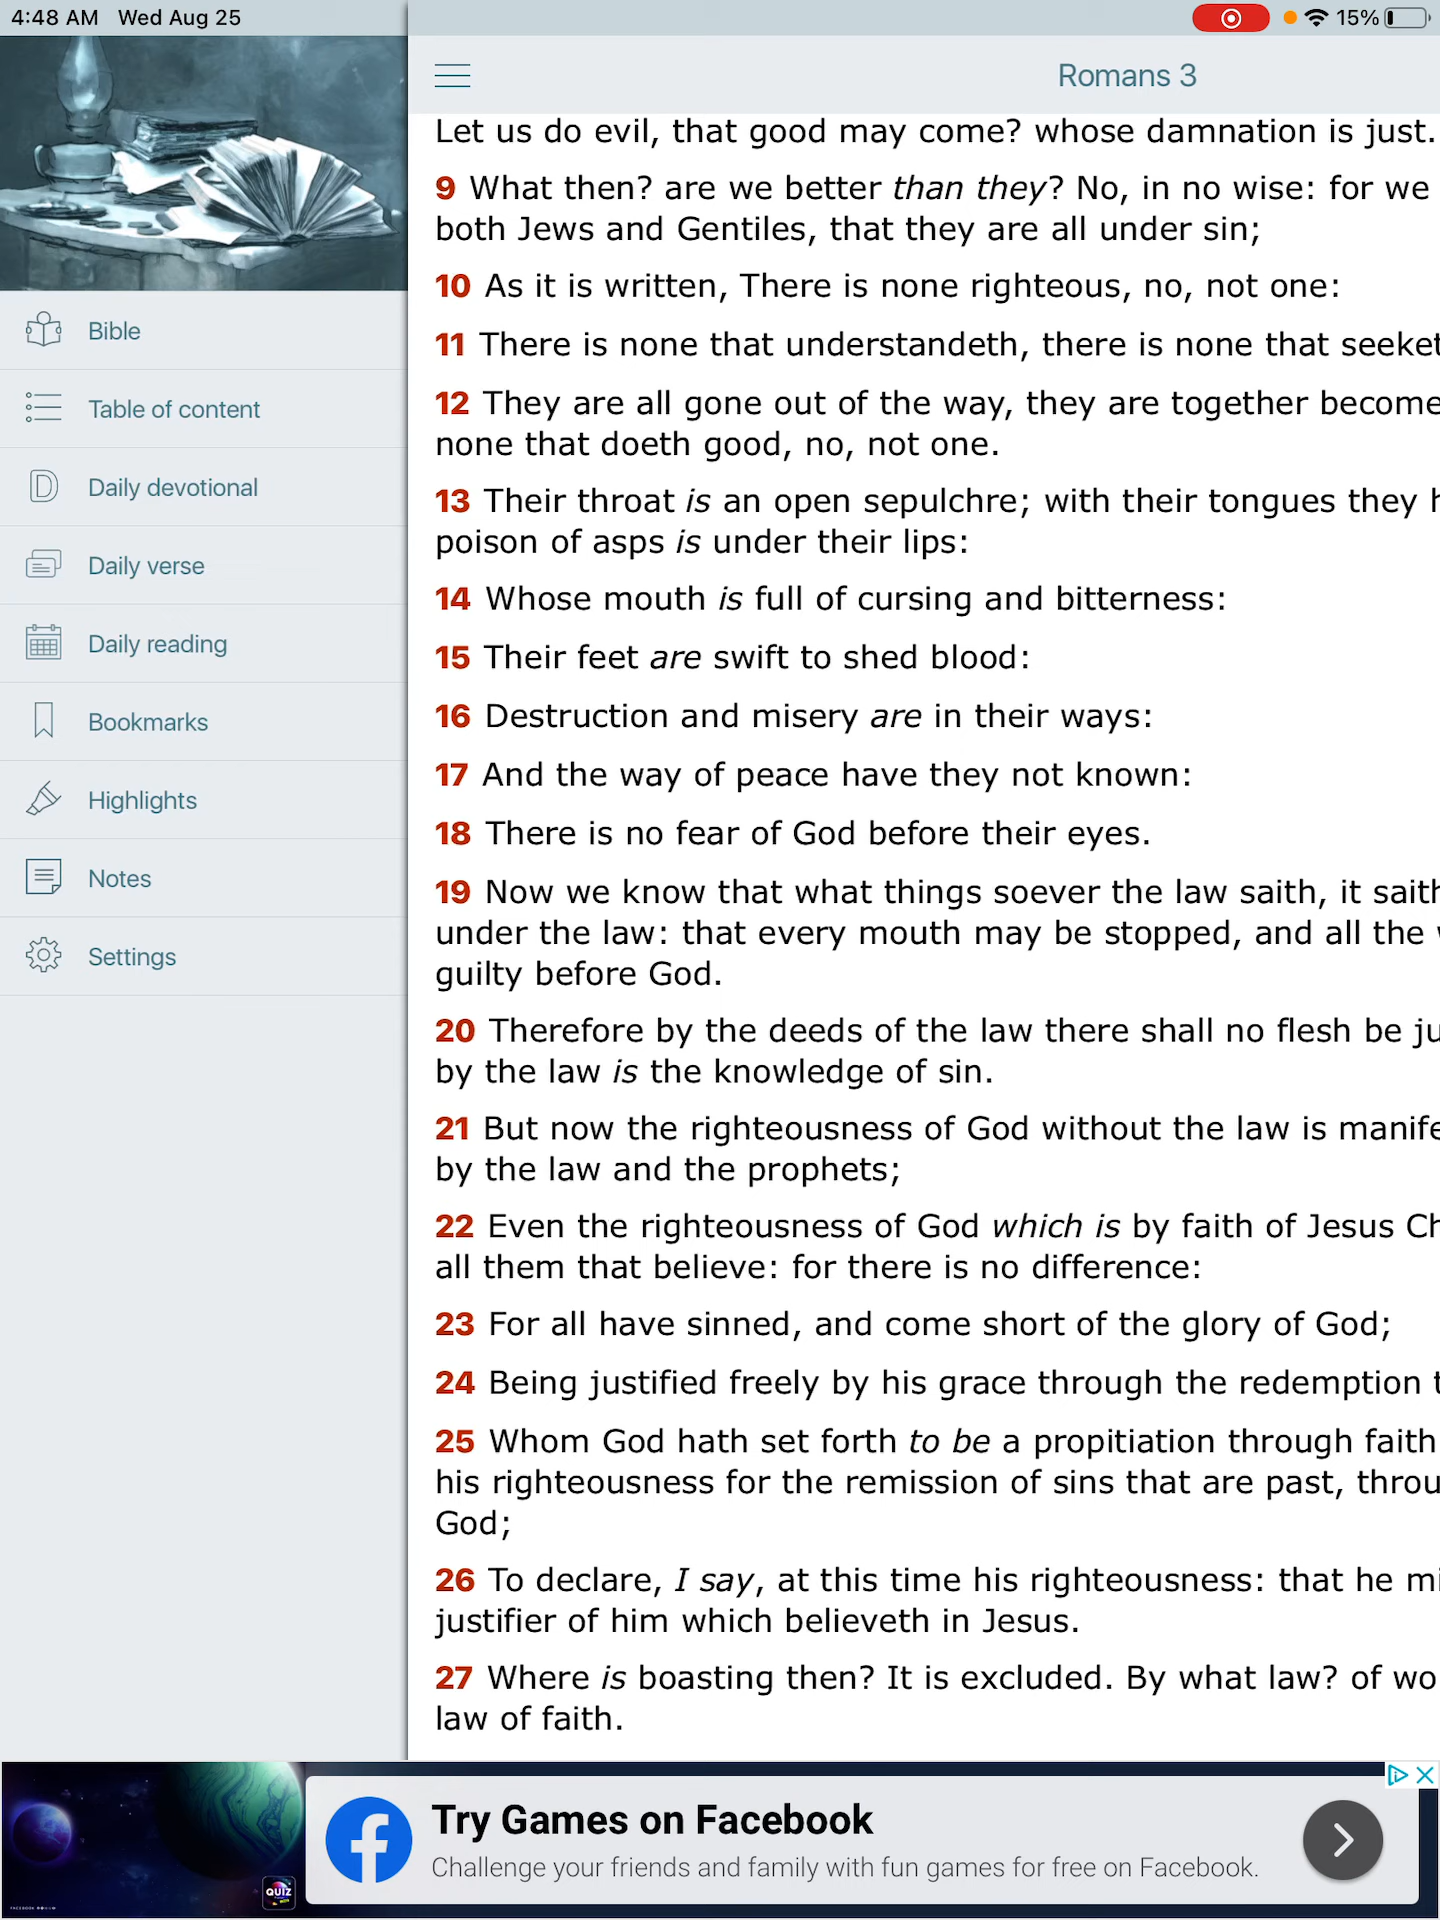 4:48 AM Wed Aug 25
15%
Bible
Table of content
Daily devotional
Daily verse
Daily reading
Bookmarks
Highlights
Notes
Settings
Romans 3
Let us do evil, that good may come? whose damnation is just.
9 What then? are we better than they? No, in no wise: for we
both Jews and Gentiles, that they are all under sin;
10 As it is written, There is none righteous, no, not one:
11 There is none that understandeth, there is none that seeket
12 They are all gone out of the way, they are together become
none that doeth good, no, not one.
13 Their throat is an open sepulchre; with their tongues they h
poison of asps is under their lips:
14 Whose mouth is full of cursing and bitterness:
15 Their feet are swift to shed blood:
16 Destruction and misery are in their ways:
17 And the way of peace have they not known:
18 There is no fear of God before their eyes.
19 Now we know that what things soever the law saith, it saith
under the law: that every mouth may be stopped, and all the
guilty before God.
20 Therefore by the deeds of the law there shall no flesh be ju
by the law is the knowledge of sin.
21 But now the righteousness of God without the law is manife
by the law and the prophets;
22 Even the righteousness of God which is by faith of Jesus Ch
all them that believe: for there is no difference:
23 For all have sinned, and come short of the glory of God;
24 Being justified freely by his grace through the redemption t
25 Whom God hath set forth to be a propitiation through faith
his righteousness for the remission of sins that are past, throu
God;
26 To declare, I say, at this time his righteousness: that he mi
justifier of him which believeth in Jesus.
27 Where is boasting then? It is excluded. By what law? of wo
law of faith.
Try Games on Facebook
Challenge your friends and family with fun games for free on Facebook.
QUIZ